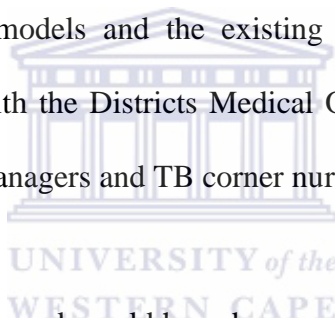 models and the existing
th the Districts Medical
anagers and TB corner nur
UNIVERSITY of the
WESTERN CAPE